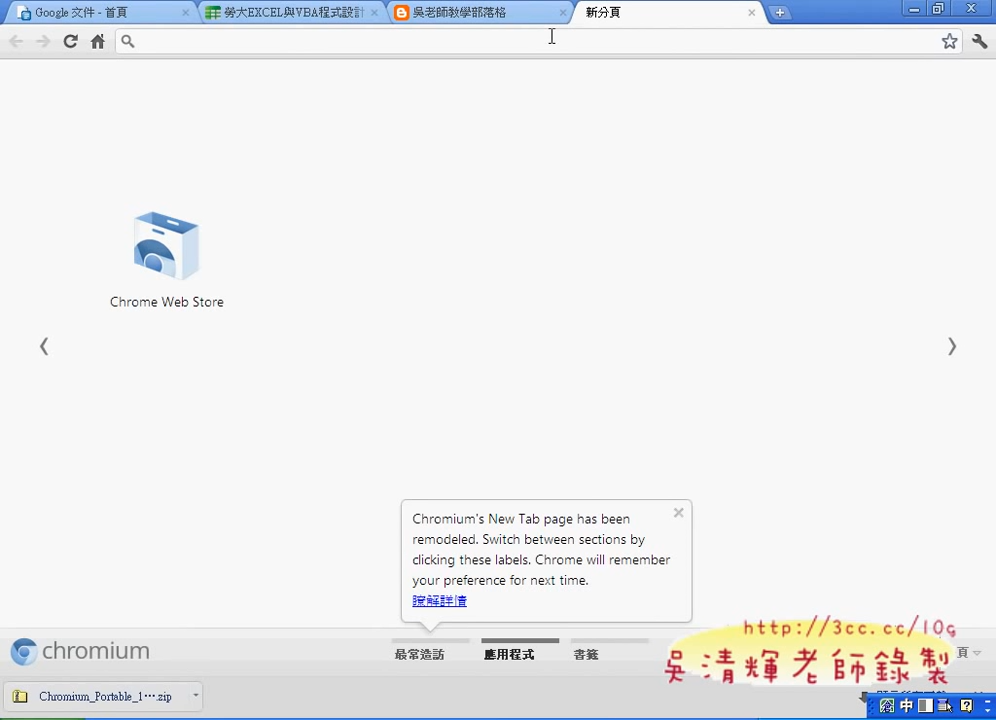 Google 文件 - 首頁
勞大EXCEL與VBA程式設計
吳老師教學部落格
新分頁
Chrome Web Store
Chromium's New Tab page has been
remodeled. Switch between sections by
clicking these labels. Chrome will remember
your preference for next time.
瞭解詳情
chromium
最常造訪
應用程式
書籤
頁
http://3cc.cc/10g
吳清輝老師錄製
Chromium_Portable_1....zip
中